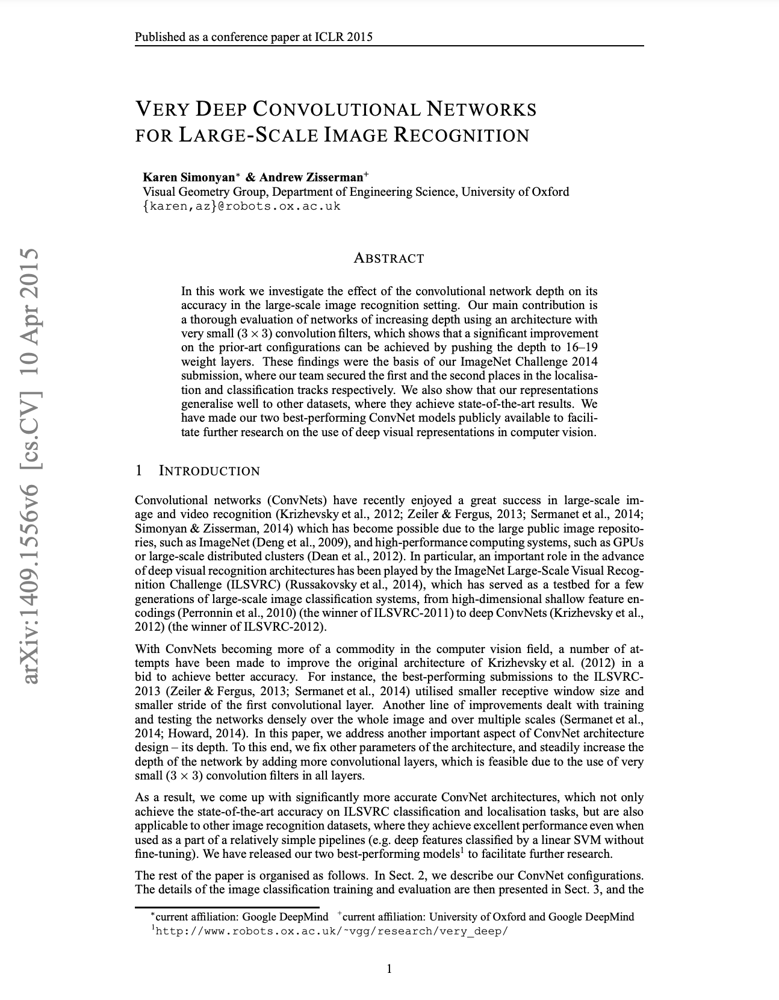 Published as a conference paper at ICLR 2015
VERY DEEP CONVOLUTIONAL NETWORKS
FOR LARGE-SCALE IMAGE RECOGNITION
Karen Simonyan* & Andrew Zisserman+
Visual Geometry Group, Department of Engineering Science, University of Oxford
{karen,az}@robots.ox.ac.uk
ABSTRACT
In this work we investigate the effect of the convolutional network depth on its
accuracy in the large-scale image recognition setting. Our main contribution is
a thorough evaluation of networks of increasing depth using an architecture with
very small (3 × 3) convolution filters, which shows that a significant improvement
on the prior-art configurations can be achieved by pushing the depth to 16–19
weight layers. These findings were the basis of our ImageNet Challenge 2014
submission, where our team secured the first and the second places in the localisa-
tion and classification tracks respectively. We also show that our representations
generalise well to other datasets, where they achieve state-of-the-art results. We
have made our two best-performing ConvNet models publicly available to facili-
tate further research on the use of deep visual representations in computer vision.
1 INTRODUCTION
Convolutional networks (ConvNets) have recently enjoyed a great success in large-scale im-
age and video recognition (Krizhevsky et al., 2012; Zeiler & Fergus, 2013; Sermanet et al., 2014;
Simonyan & Zisserman, 2014) which has become possible due to the large public image reposito-
ries, such as ImageNet (Deng et al., 2009), and high-performance computing systems, such as GPUs
or large-scale distributed clusters (Dean et al., 2012). In particular, an important role in the advance
of deep visual recognition architectures has been played by the ImageNet Large-Scale Visual Recog-
nition Challenge (ILSVRC) (Russakovsky et al., 2014), which has served as a testbed for a few
generations of large-scale image classification systems, from high-dimensional shallow feature en-
codings (Perronnin et al., 2010) (the winner of ILSVRC-2011) to deep ConvNets (Krizhevsky et al.,
2012) (the winner of ILSVRC-2012).
With ConvNets becoming more of a commodity in the computer vision field, a number of at-
tempts have been made to improve the original architecture of Krizhevsky et al. (2012) in a
bid to achieve better accuracy. For instance, the best-performing submissions to the ILSVRC-
2013 (Zeiler & Fergus, 2013; Sermanet et al., 2014) utilised smaller receptive window size and
smaller stride of the first convolutional layer. Another line of improvements dealt with training
and testing the networks densely over the whole image and over multiple scales (Sermanet et al.,
2014; Howard, 2014). In this paper, we address another important aspect of ConvNet architecture
design – its depth. To this end, we fix other parameters of the architecture, and steadily increase the
depth of the network by adding more convolutional layers, which is feasible due to the use of very
small (3 × 3) convolution filters in all layers.
As a result, we come up with significantly more accurate ConvNet architectures, which not only
achieve the state-of-the-art accuracy on ILSVRC classification and localisation tasks, but are also
applicable to other image recognition datasets, where they achieve excellent performance even when
used as a part of a relatively simple pipelines (e.g. deep features classified by a linear SVM without
fine-tuning). We have released our two best-performing models1 to facilitate further research.
The rest of the paper is organised as follows. In Sect. 2, we describe our ConvNet configurations.
The details of the image classification training and evaluation are then presented in Sect. 3, and the
*current affiliation: Google DeepMind +current affiliation: University of Oxford and Google DeepMind
1http://www.robots.ox.ac.uk/~vgg/research/very_deep/
1
arXiv:1409.1556v6 [cs.CV] 10 Apr 2015